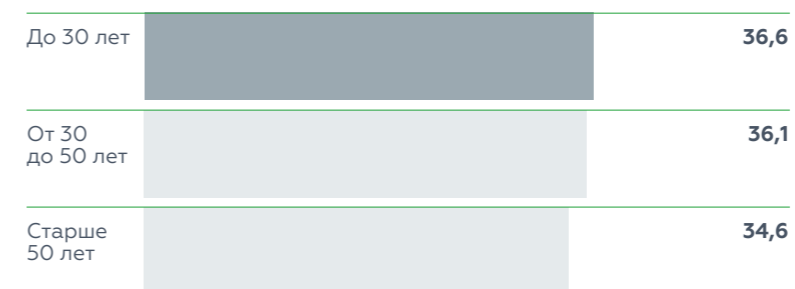 До 30 лет
36,6
От 30
до 50 лет
36,1
Старше
50 лет
34,6